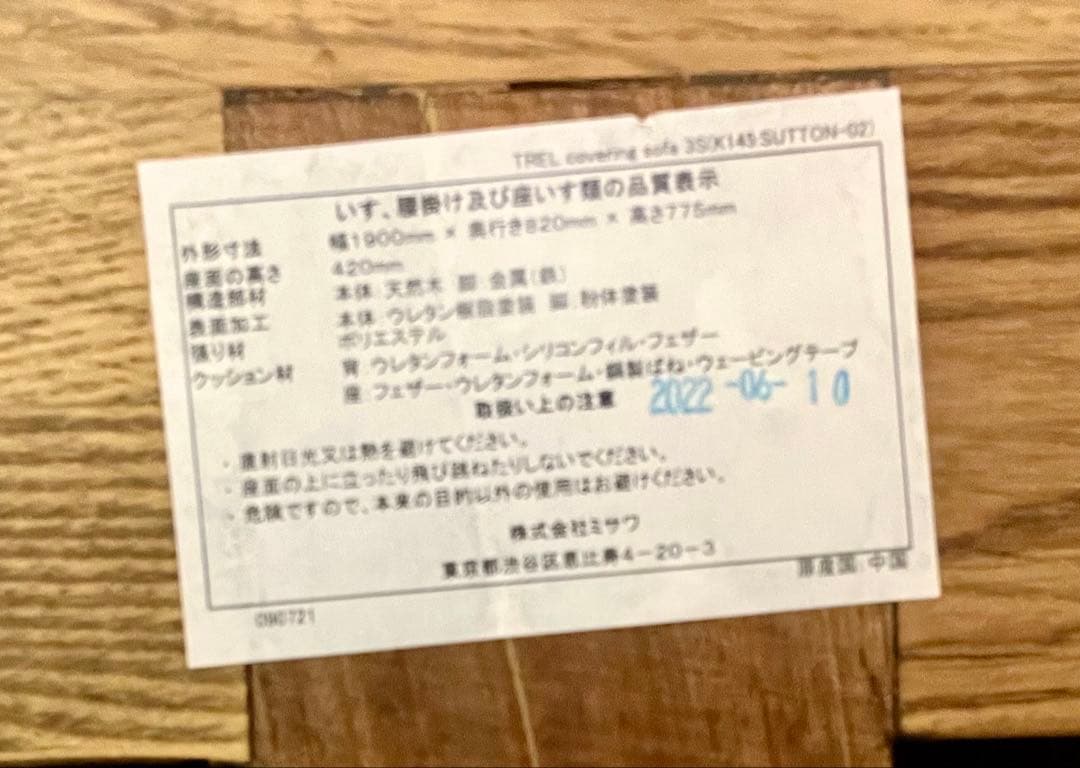 TREL covering sofa 3S(K145:SUTTON-02)
いす、腰掛け及び座いす類の品質表示
外形寸法 幅1900mm × 奥行き820mm × 高さ775mm
座面の高さ 420mm
構造部材 本体:天然木 脚:金属(鉄)
表面加工 本体:ウレタン樹脂塗装 脚:粉体塗装
張り材 ポリエステル
クッション材 背:ウレタンフォーム・シリコンフィル・フェザー
座:フェザー・ウレタンフォーム・鋼製ばね・ウェービングテープ
取扱い上の注意 2022-06-10
・直射日光又は熱を避けてください。
・座面の上に立ったり飛び跳ねたりしないでください。
・危険ですので、本来の目的以外の使用はお避けください。
株式会社ミサワ
東京都渋谷区恵比寿4-20-3
原産国:中国
090721